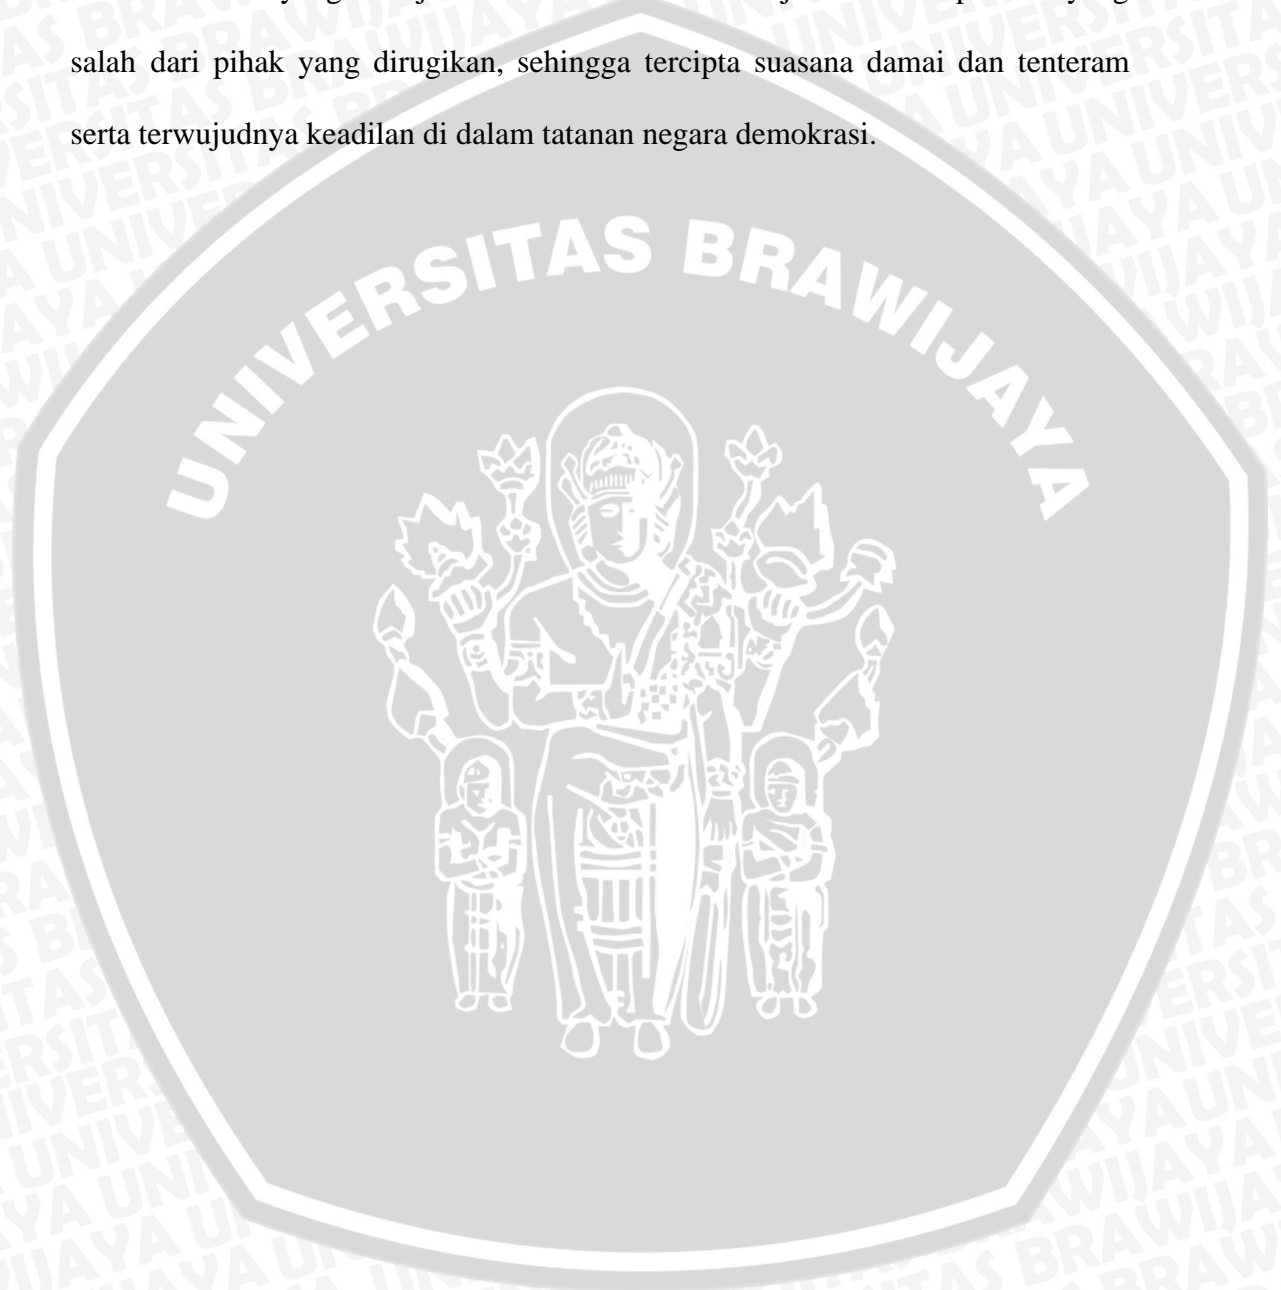 salah dari pihak yang dirugikan, sehingga tercipta suasana damai dan tenteram
serta terwujudnya keadilan di dalam tatanan negara demokrasi.
UNIVERSITAS BRAWIJAYA